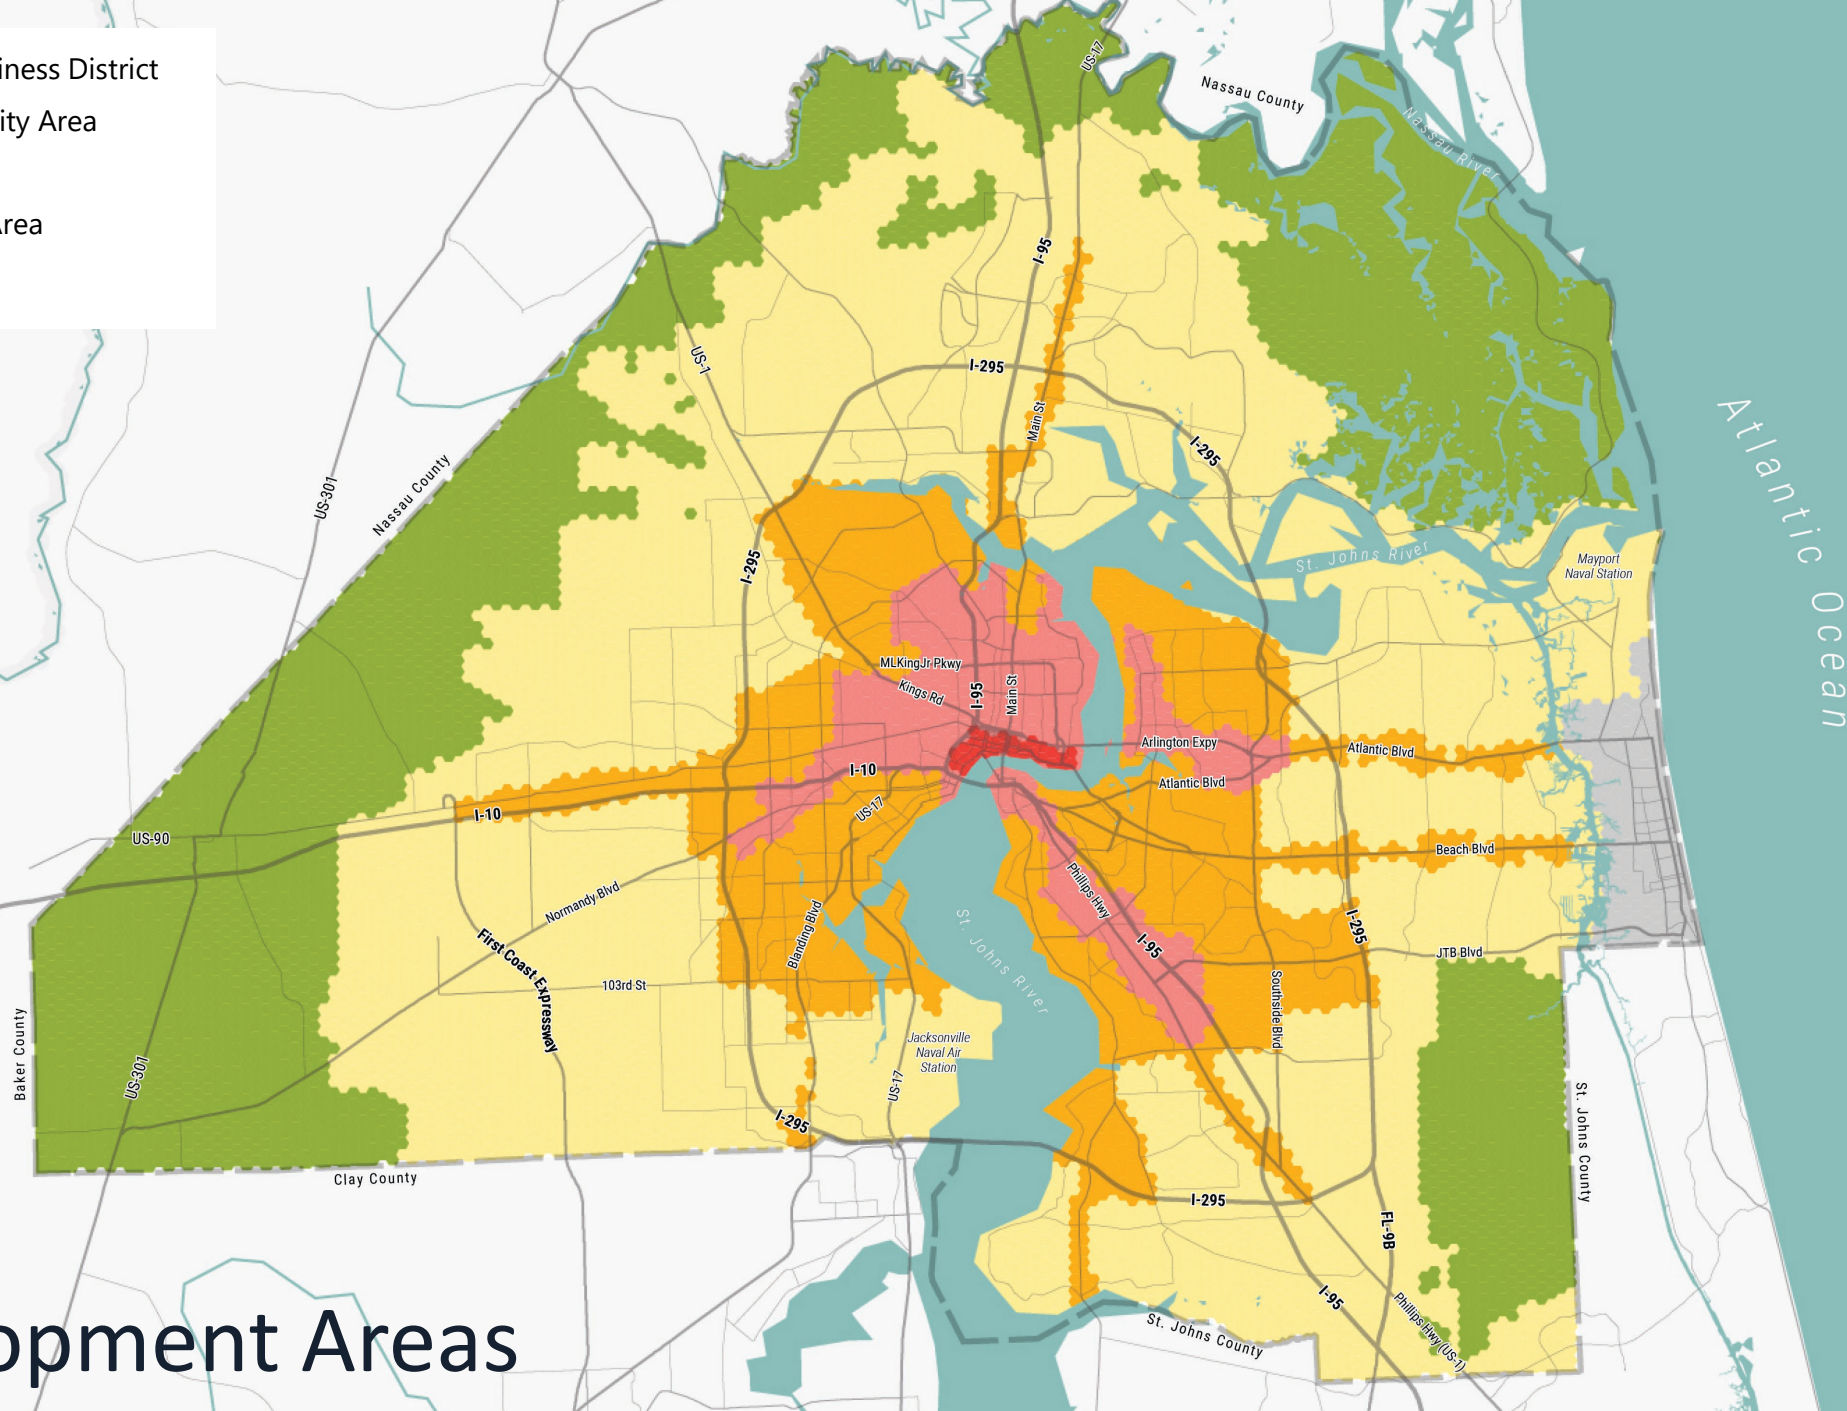 iness District
ity Area
Area
US-17
Nassau County
Nassau River
I-95
US-1
I-295
Main St
I-295
Atlantic Ocean
US-301
Nassau County
I-295
St. Johns River
Mayport
Naval Station
MLKingJr Pkwy
Kings Rd
I-95
Main St
Arlington Expy
Atlantic Blvd
I-10
Atlantic Blvd
US-17
I-10
US-90
Beach Blvd
Phillips Hwy
Normandy Blvd
Blanding Blvd
St. Johns River
I-95
I-295
First Coast Expressway
JTB Blvd
103rd St
Southside Blvd
Baker County
Jacksonville
Naval Air
Station
US-301
US-17
I-295
St. Johns County
Clay County
I-295
FL-9B
I-95
Phillips Hwy (US-1)
St. Johns County
opment Areas